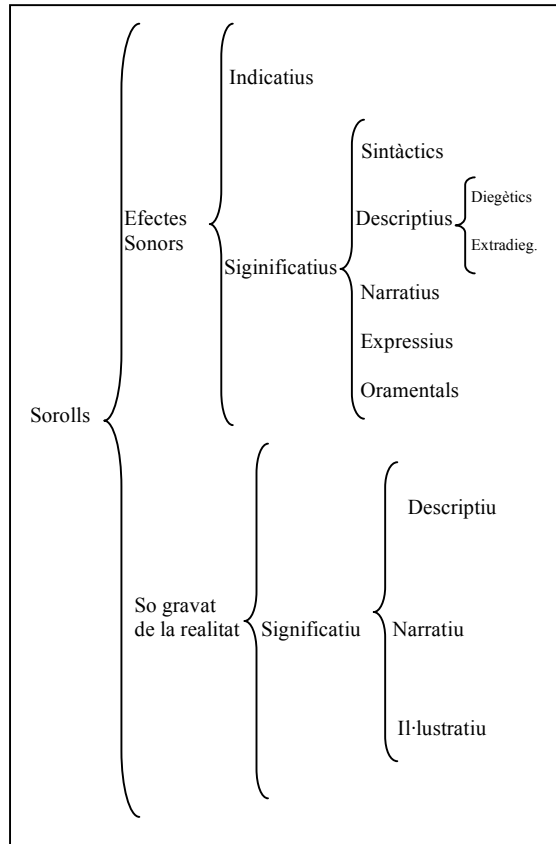 Indicatius
Sintàctics
Diegètics
Efectes
Sonors
Descriptius
Extradieg.
Siginificatius
Narratius
Expressius
Oramentals
Sorolls
Descriptiu
So gravat
de la realitat
Significatiu
Narratiu
Il·lustratiu